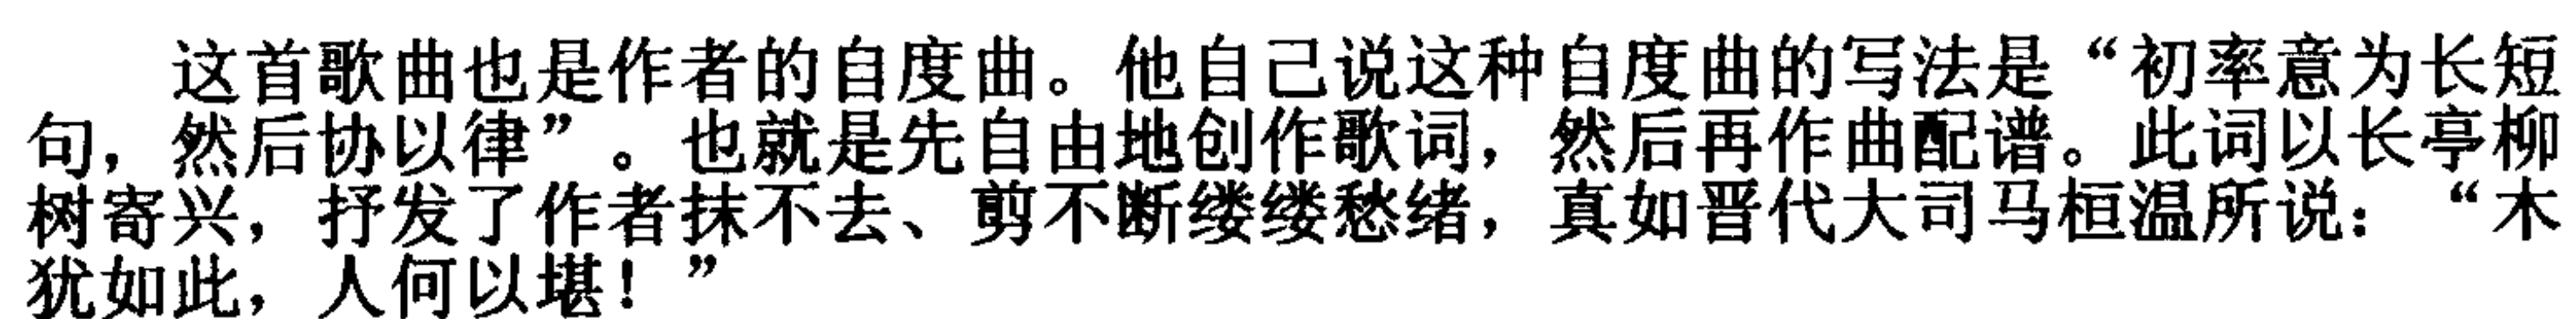 这首歌曲也是作者的自度曲。他自己说这种自度曲的写法是“初率意为长短
句，然后协以律”。也就是先自由地创作歌词，然后再作曲配谱。此词以长亭柳
树寄兴，抒发了作者抹不去、剪不断缕缕愁绪，真如晋代大司马桓温所说：“木
犹如此，人何以堪！”